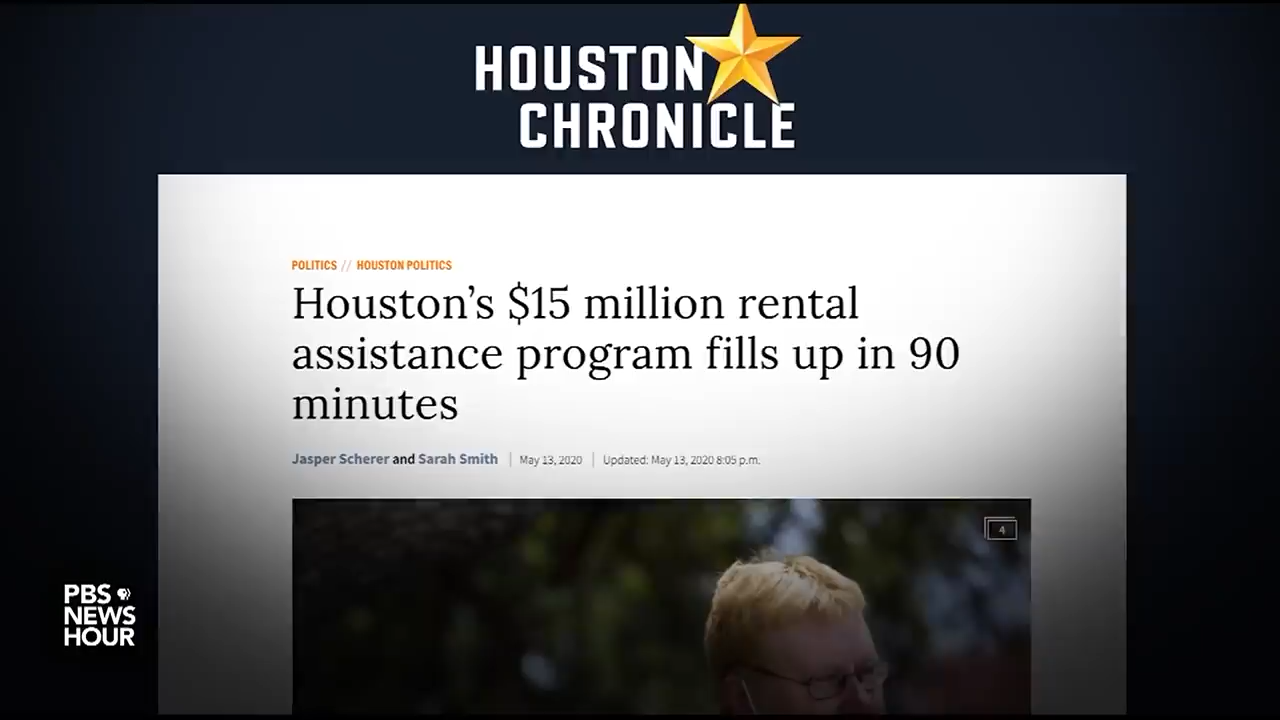 HOUSTON
CHRONICLE
POLITICS // HOUSTON POLITICS
Houston's $15 million rental
assistance program fills up in 90
minutes
Jasper Scherer and Sarah Smith | May 13, 2020 | Updated: May 13, 2020 8:05 p.m.
4
PBS
NEWS
HOUR